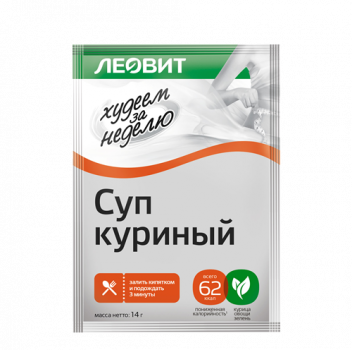 ЛЕОВИТ
худеем за
неделю
Суп
куриный
залить кипятком
и подождать
3 минуты
всего
62
ккал
пониженная
калорийность
курица
овощи
зелень
масса нетто: 14 г